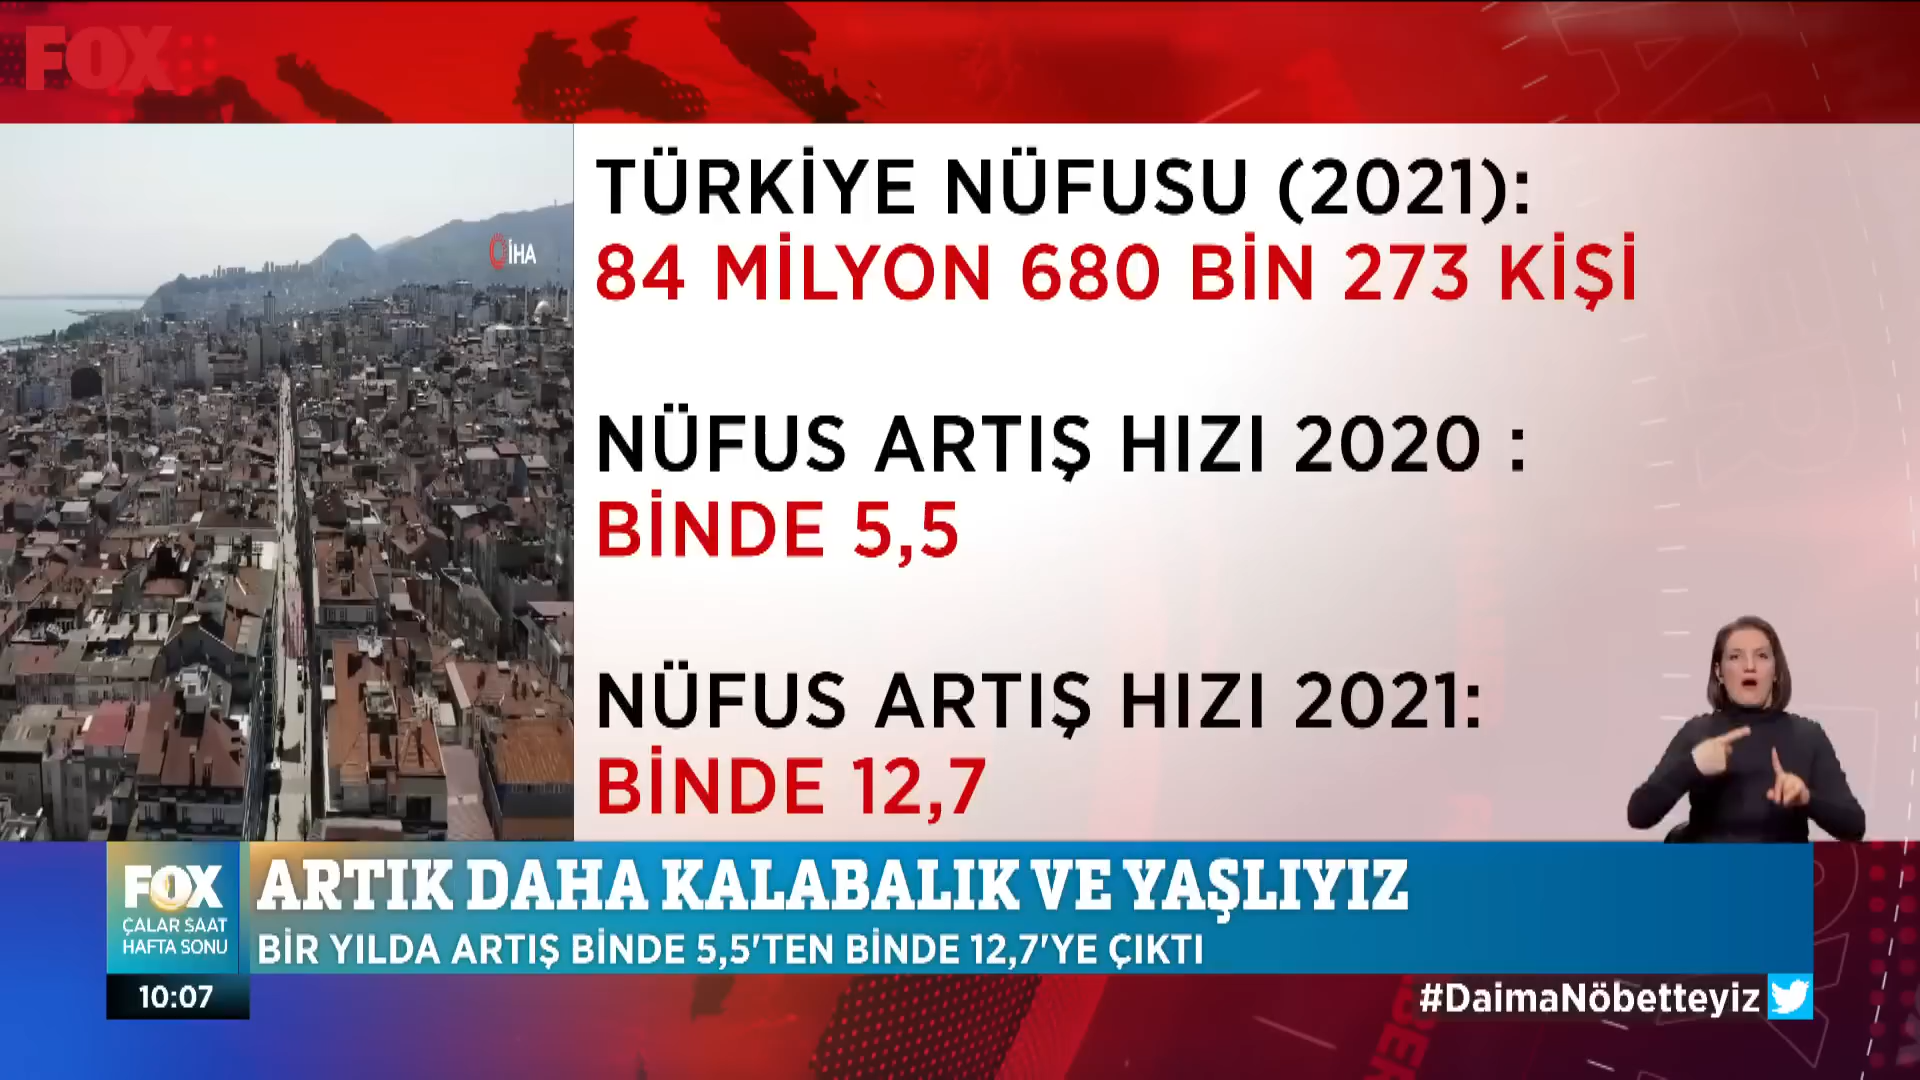 FOX
İHA
TÜRKİYE NÜFUSU (2021):
84 MİLYON 680 BİN 273 KİŞİ
NÜFUS ARTIŞ HIZI 2020 :
BİNDE 5,5
NÜFUS ARTIŞ HIZI 2021:
BİNDE 12,7
FOX
ÇALAR SAAT
HAFTA SONU
ARTIK DAHA KALABALIK VE YAŞLIYIZ
BİR YILDA ARTIŞ BİNDE 5,5'TEN BİNDE 12,7'YE ÇIKTI
10:07
#DaimaNöbetteyiz